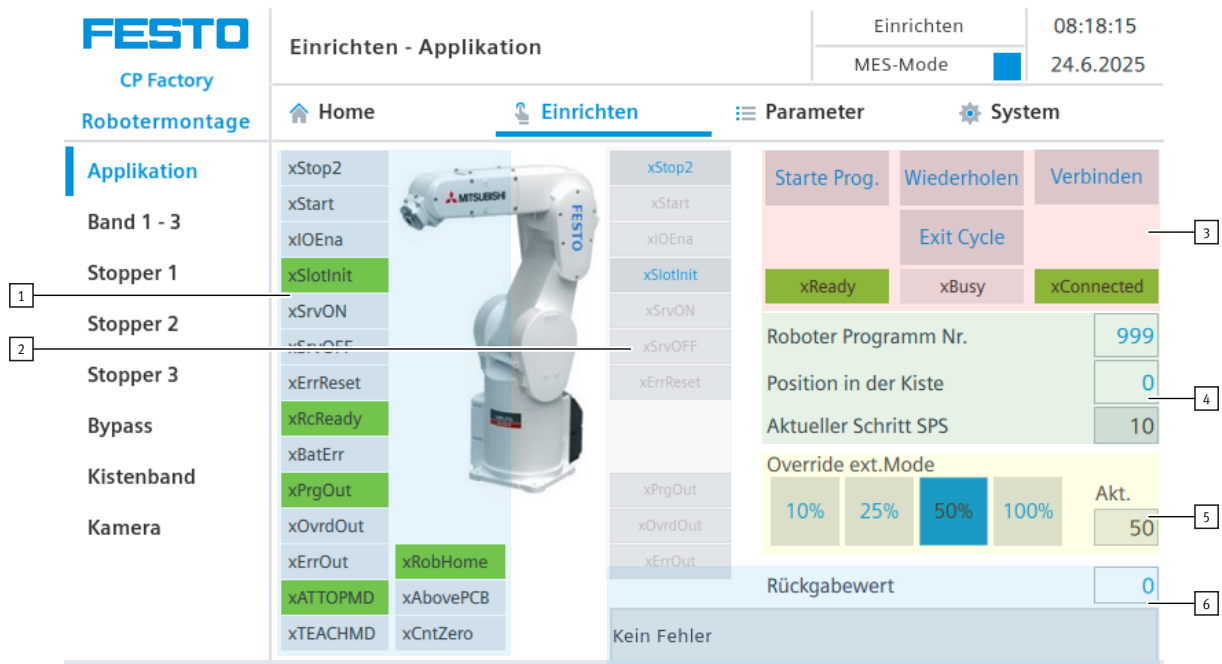 FESTO
CP Factory
Robotermontage
Einrichten - Applikation
Einrichten
MES-Mode
08:18:15
24.6.2025
Home
Einrichten
Parameter
System
Applikation
Band 1 - 3
Stopper 1
Stopper 2
Stopper 3
Bypass
Kistenband
Kamera
1
2
xStop2
xStart
xIOEna
xSlotInit
xSrvON
xSrvOFF
xErrReset
xRcReady
xBatErr
xPrgOut
xOvrdOut
xErrOut
xRobHome
xATTOPMD
xAbovePCB
xTEACHMD
xCntZero
MITSUBISHI
FESTO
xStop2
xStart
xIOEna
xSlotInit
xSrvON
xSrvOFF
xErrReset
xPrgOut
xOvrdOut
xErrOut
Starte Prog.
Wiederholen
Verbinden
Exit Cycle
xReady
xBusy
xConnected
3
Roboter Programm Nr.
999
Position in der Kiste
0
Aktueller Schritt SPS
10
4
Override ext.Mode
10%
25%
50%
100%
Akt.
50
5
Rückgabewert
0
6
Kein Fehler